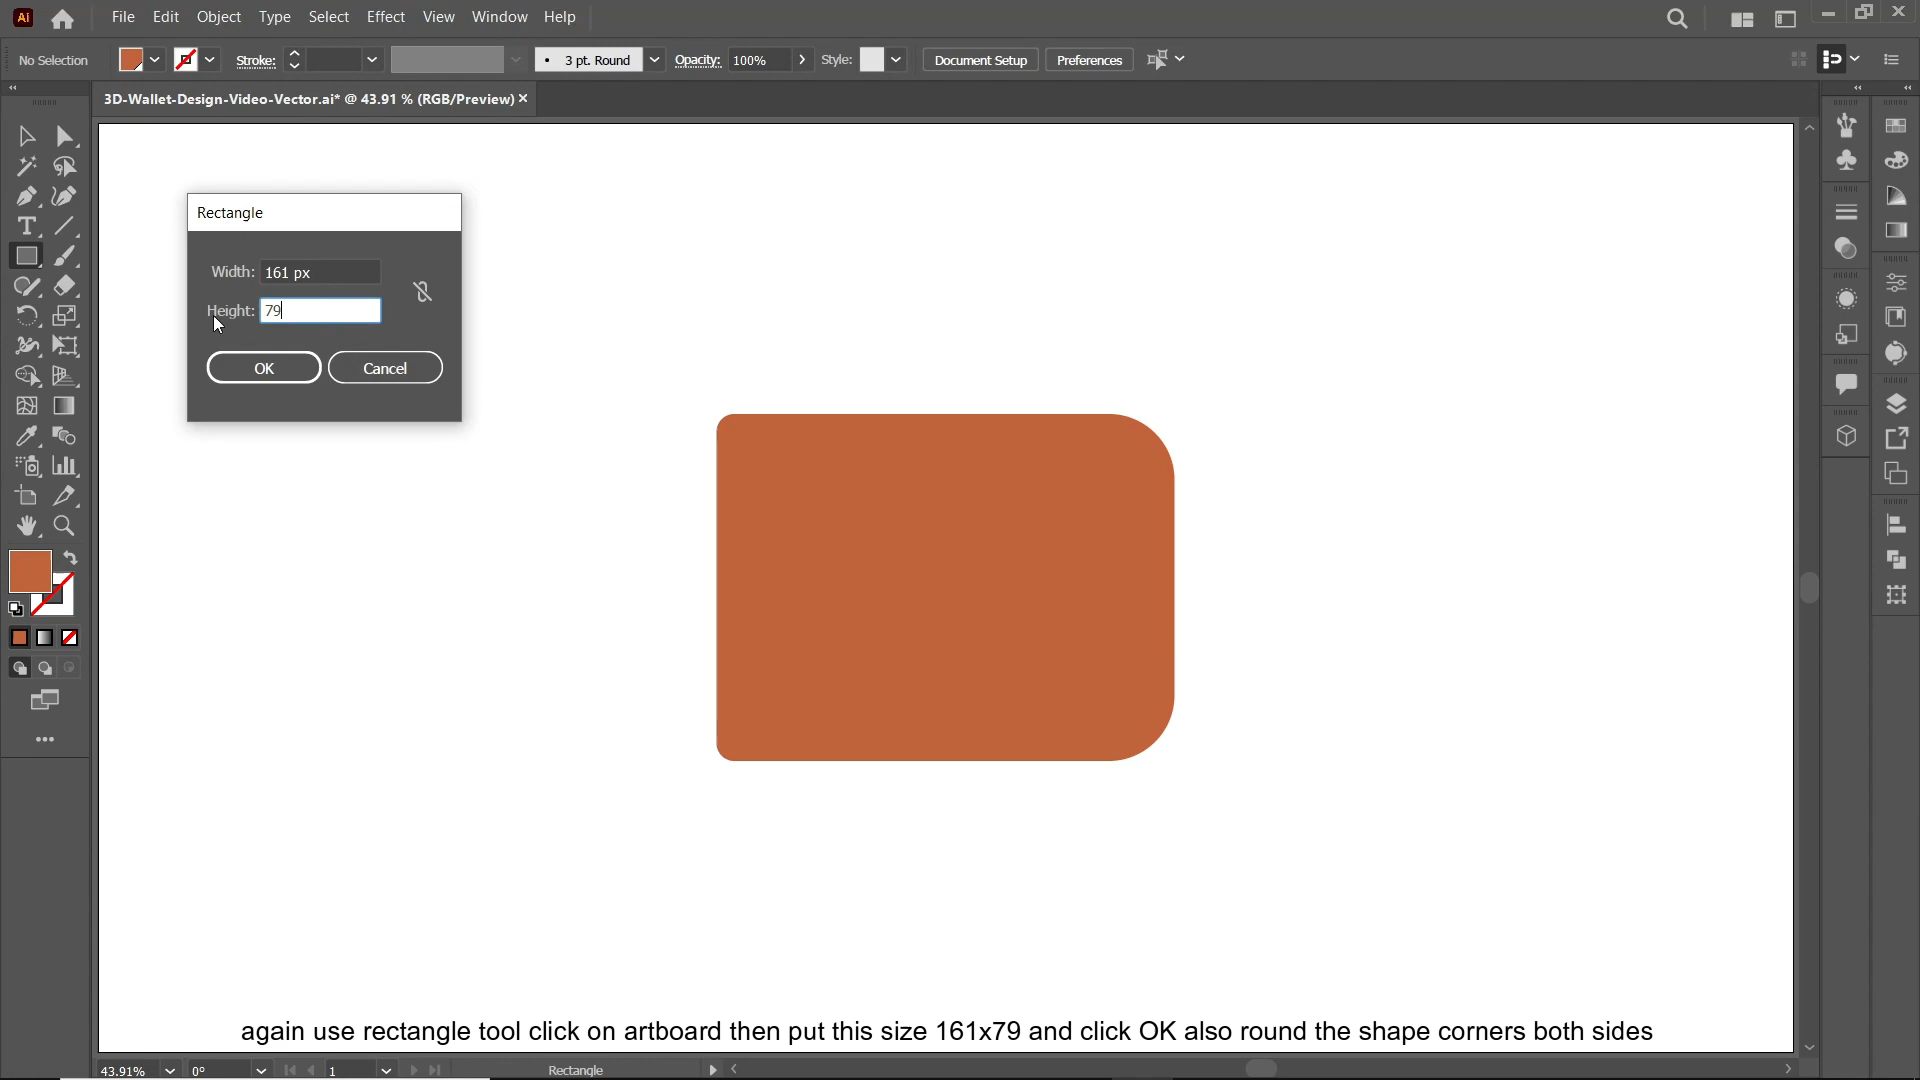 Ai File Edit Object Type Select Effect View Window Help
No Selection Stroke: 3 pt. Round Opacity: 100% Style: Document Setup Preferences
3D-Wallet-Design-Video-Vector.ai* @ 43.91 % (RGB/Preview)
Rectangle
Width: 161 px
Height: 79
OK Cancel
again use rectangle tool click on artboard then put this size 161x79 and click OK also round the shape corners both sides
43.91% 0° 1 Rectangle